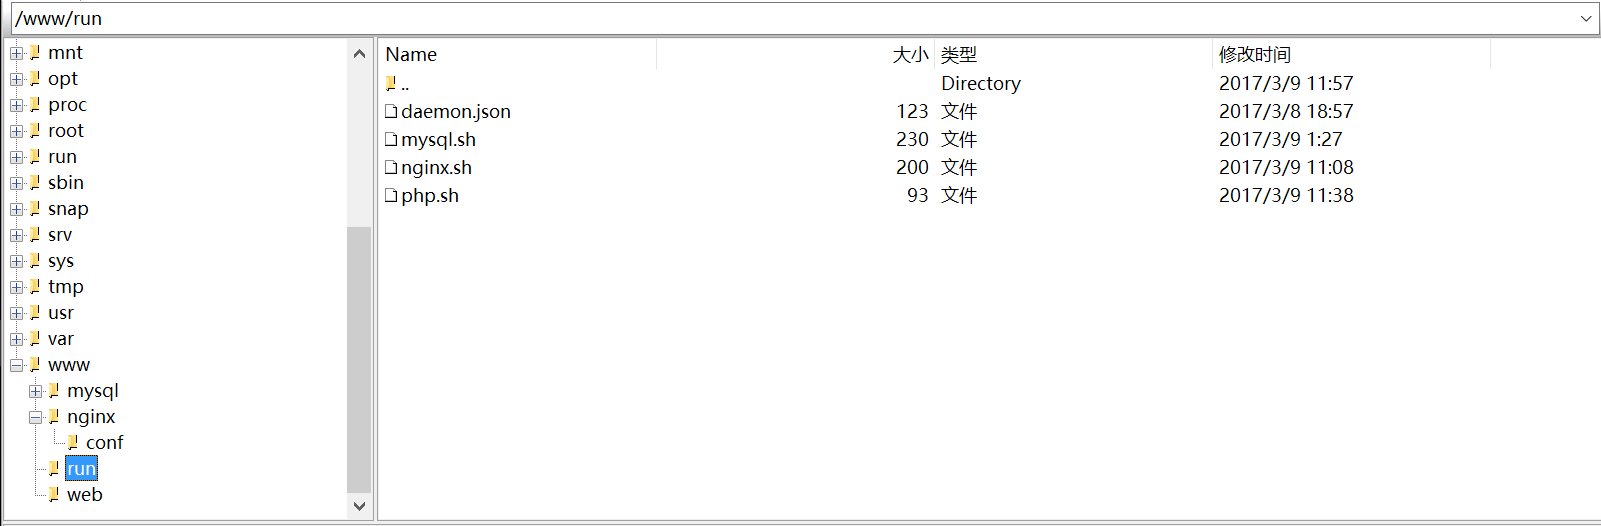 /www/run
mnt
opt
proc
root
run
sbin
snap
srv
sys
tmp
usr
var
www
mysql
nginx
conf
run
web
Name 大小 类型 修改时间
.. Directory 2017/3/9 11:57
daemon.json 123 文件 2017/3/8 18:57
mysql.sh 230 文件 2017/3/9 1:27
nginx.sh 200 文件 2017/3/9 11:08
php.sh 93 文件 2017/3/9 11:38